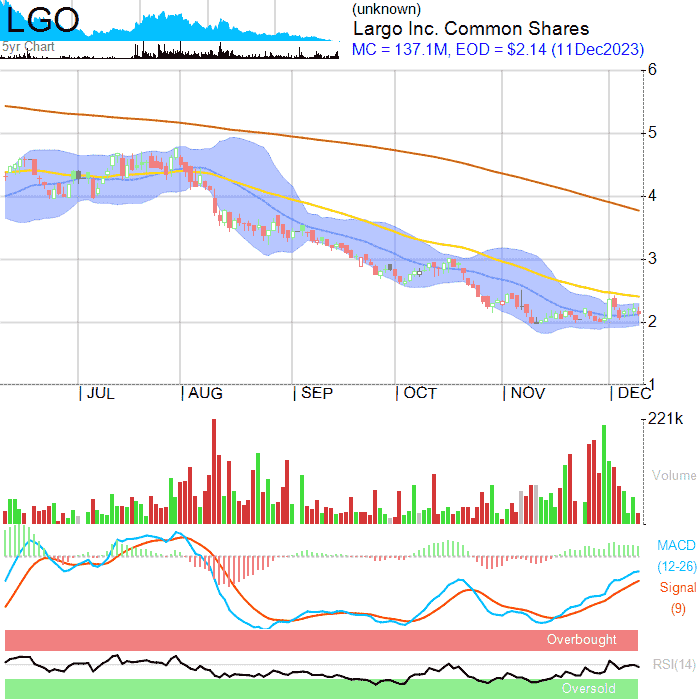 LGO
5yr Chart
(unknown)
Largo Inc. Common Shares
MC = 137.1M, EOD = $2.14 (11Dec2023)
6
5
4
3
2
1
JUL AUG SEP OCT NOV DEC
221k
Volume
MACD
(12-26)
Signal
(9)
Overbought
RSI(14)
Oversold